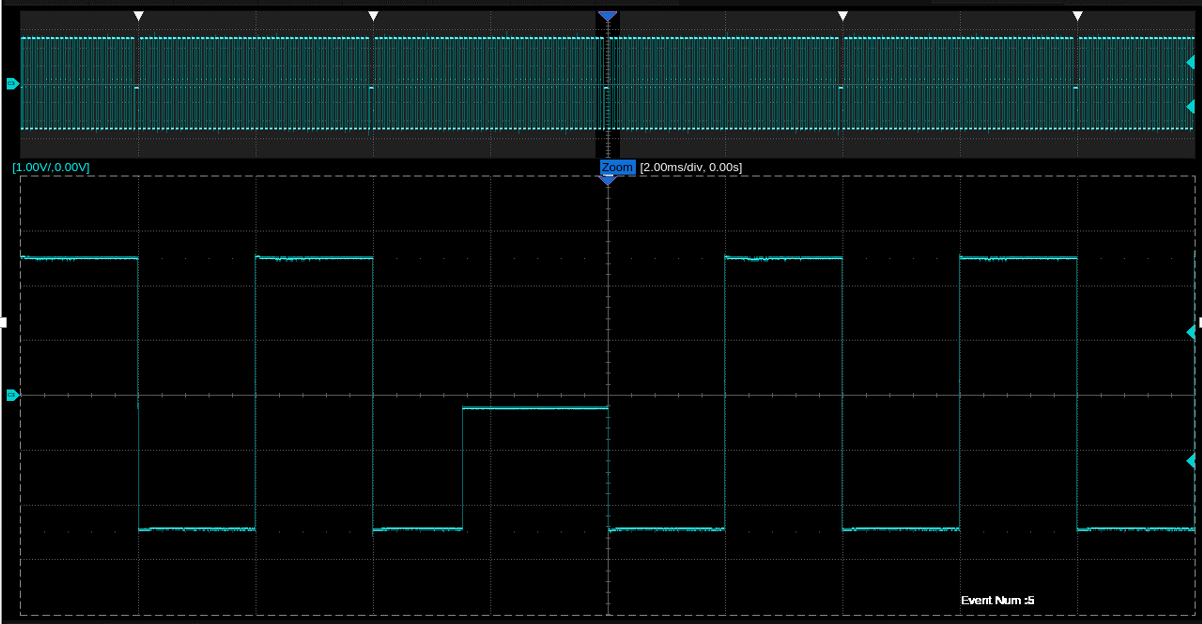 [1.00V/,0.00V]
Zoom [2.00ms/div, 0.00s]
Event Num :5